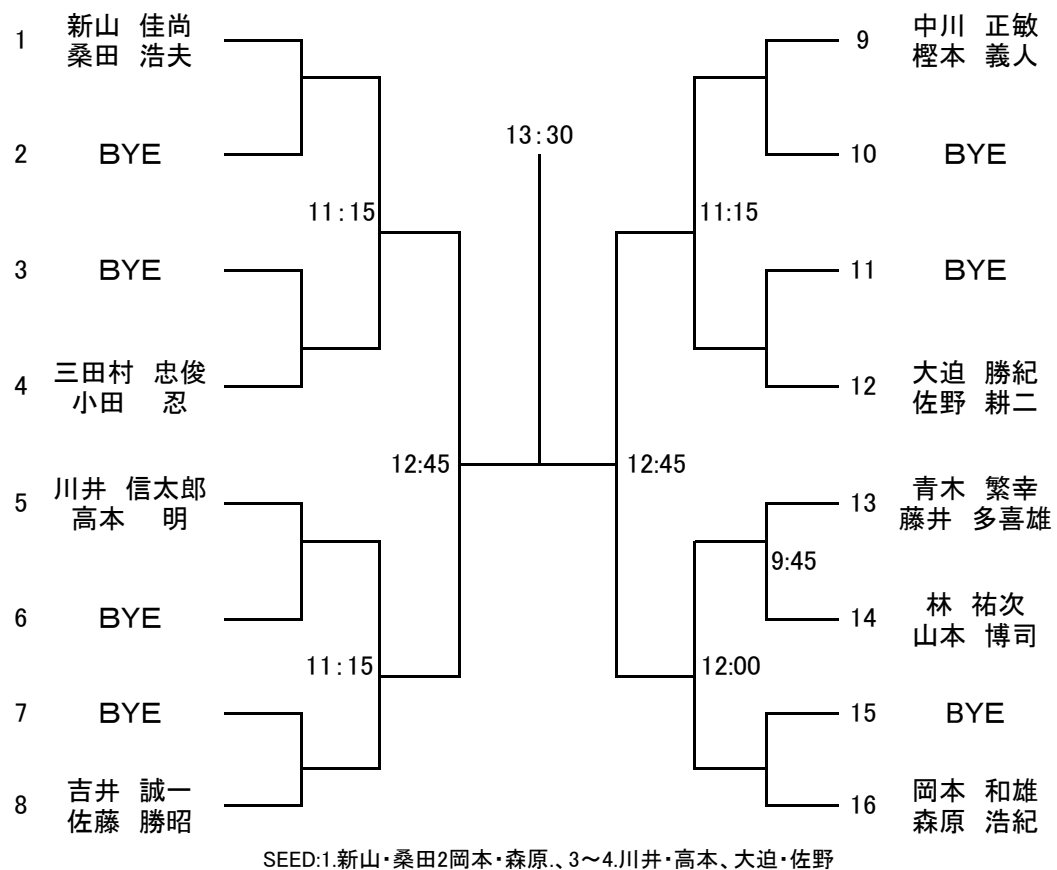 1 新山 佳尚
桑田 浩夫
2 BYE
11:15
3 BYE
4 三田村 忠俊
小田 忍
12:45
5 川井 信太郎
高本 明
6 BYE
11:15
7 BYE
8 吉井 誠一
佐藤 勝昭
13:30
9 中川 正敏
樫本 義人
10 BYE
11:15
11 BYE
12 大迫 勝紀
佐野 耕二
12:45
13 青木 繁幸
藤井 多喜雄
9:45
14 林 祐次
山本 博司
12:00
15 BYE
16 岡本 和雄
森原 浩紀
SEED:1.新山・桑田2岡本・森原.、3～4.川井・高本、大迫・佐野